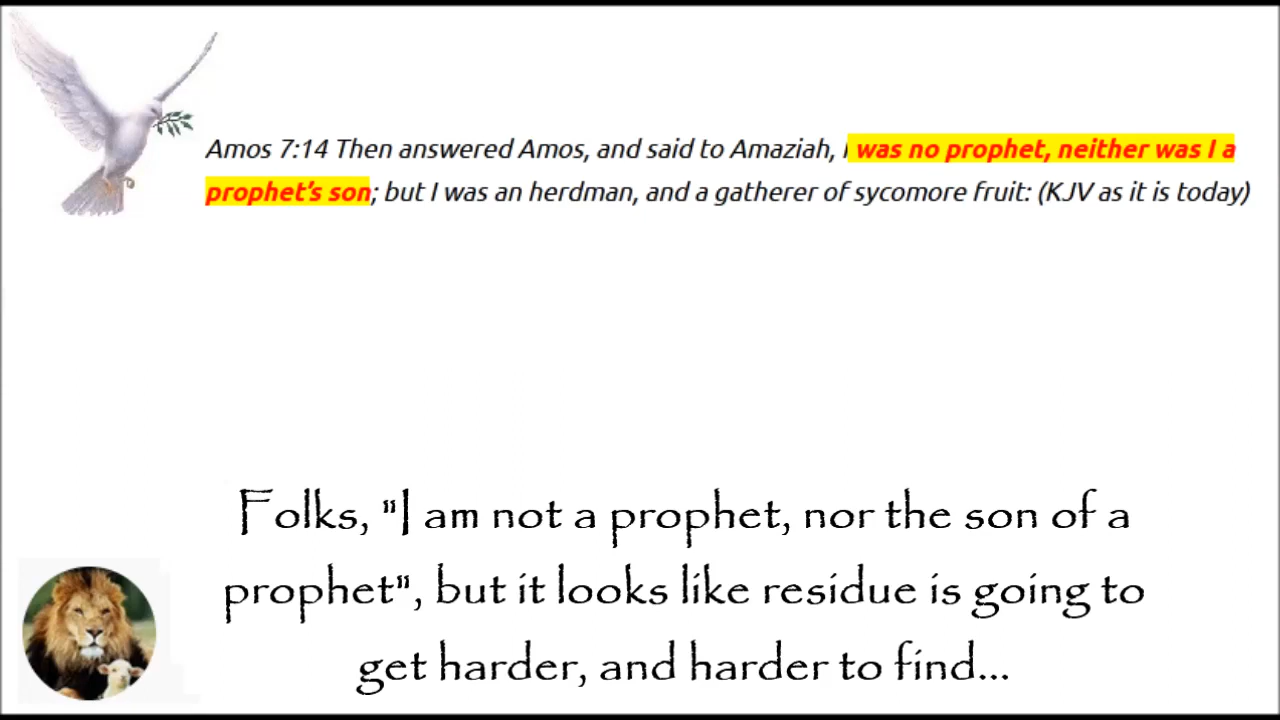 Amos 7:14 Then answered Amos, and said to Amaziah, I was no prophet, neither was I a
prophet’s son; but I was an herdman, and a gatherer of sycomore fruit: (KJV as it is today)
Folks, "I am not a prophet, nor the son of a
prophet", but it looks like residue is going to
get harder, and harder to find...